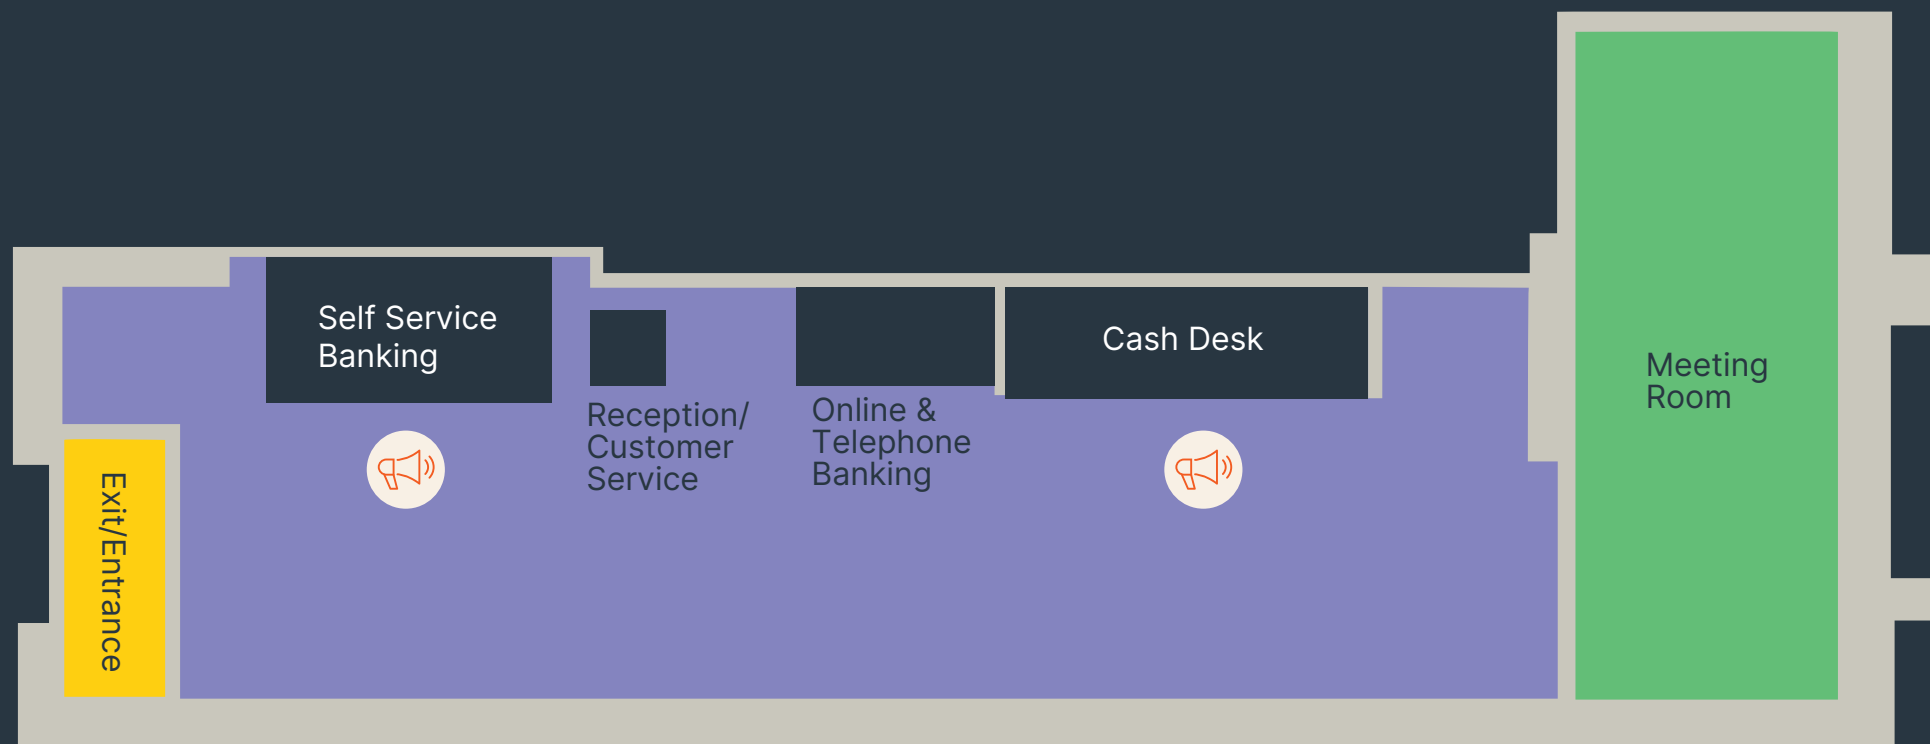 Self Service
Banking
Reception/
Customer
Service
Online &
Telephone
Banking
Cash Desk
Meeting
Room
Exit/Entrance